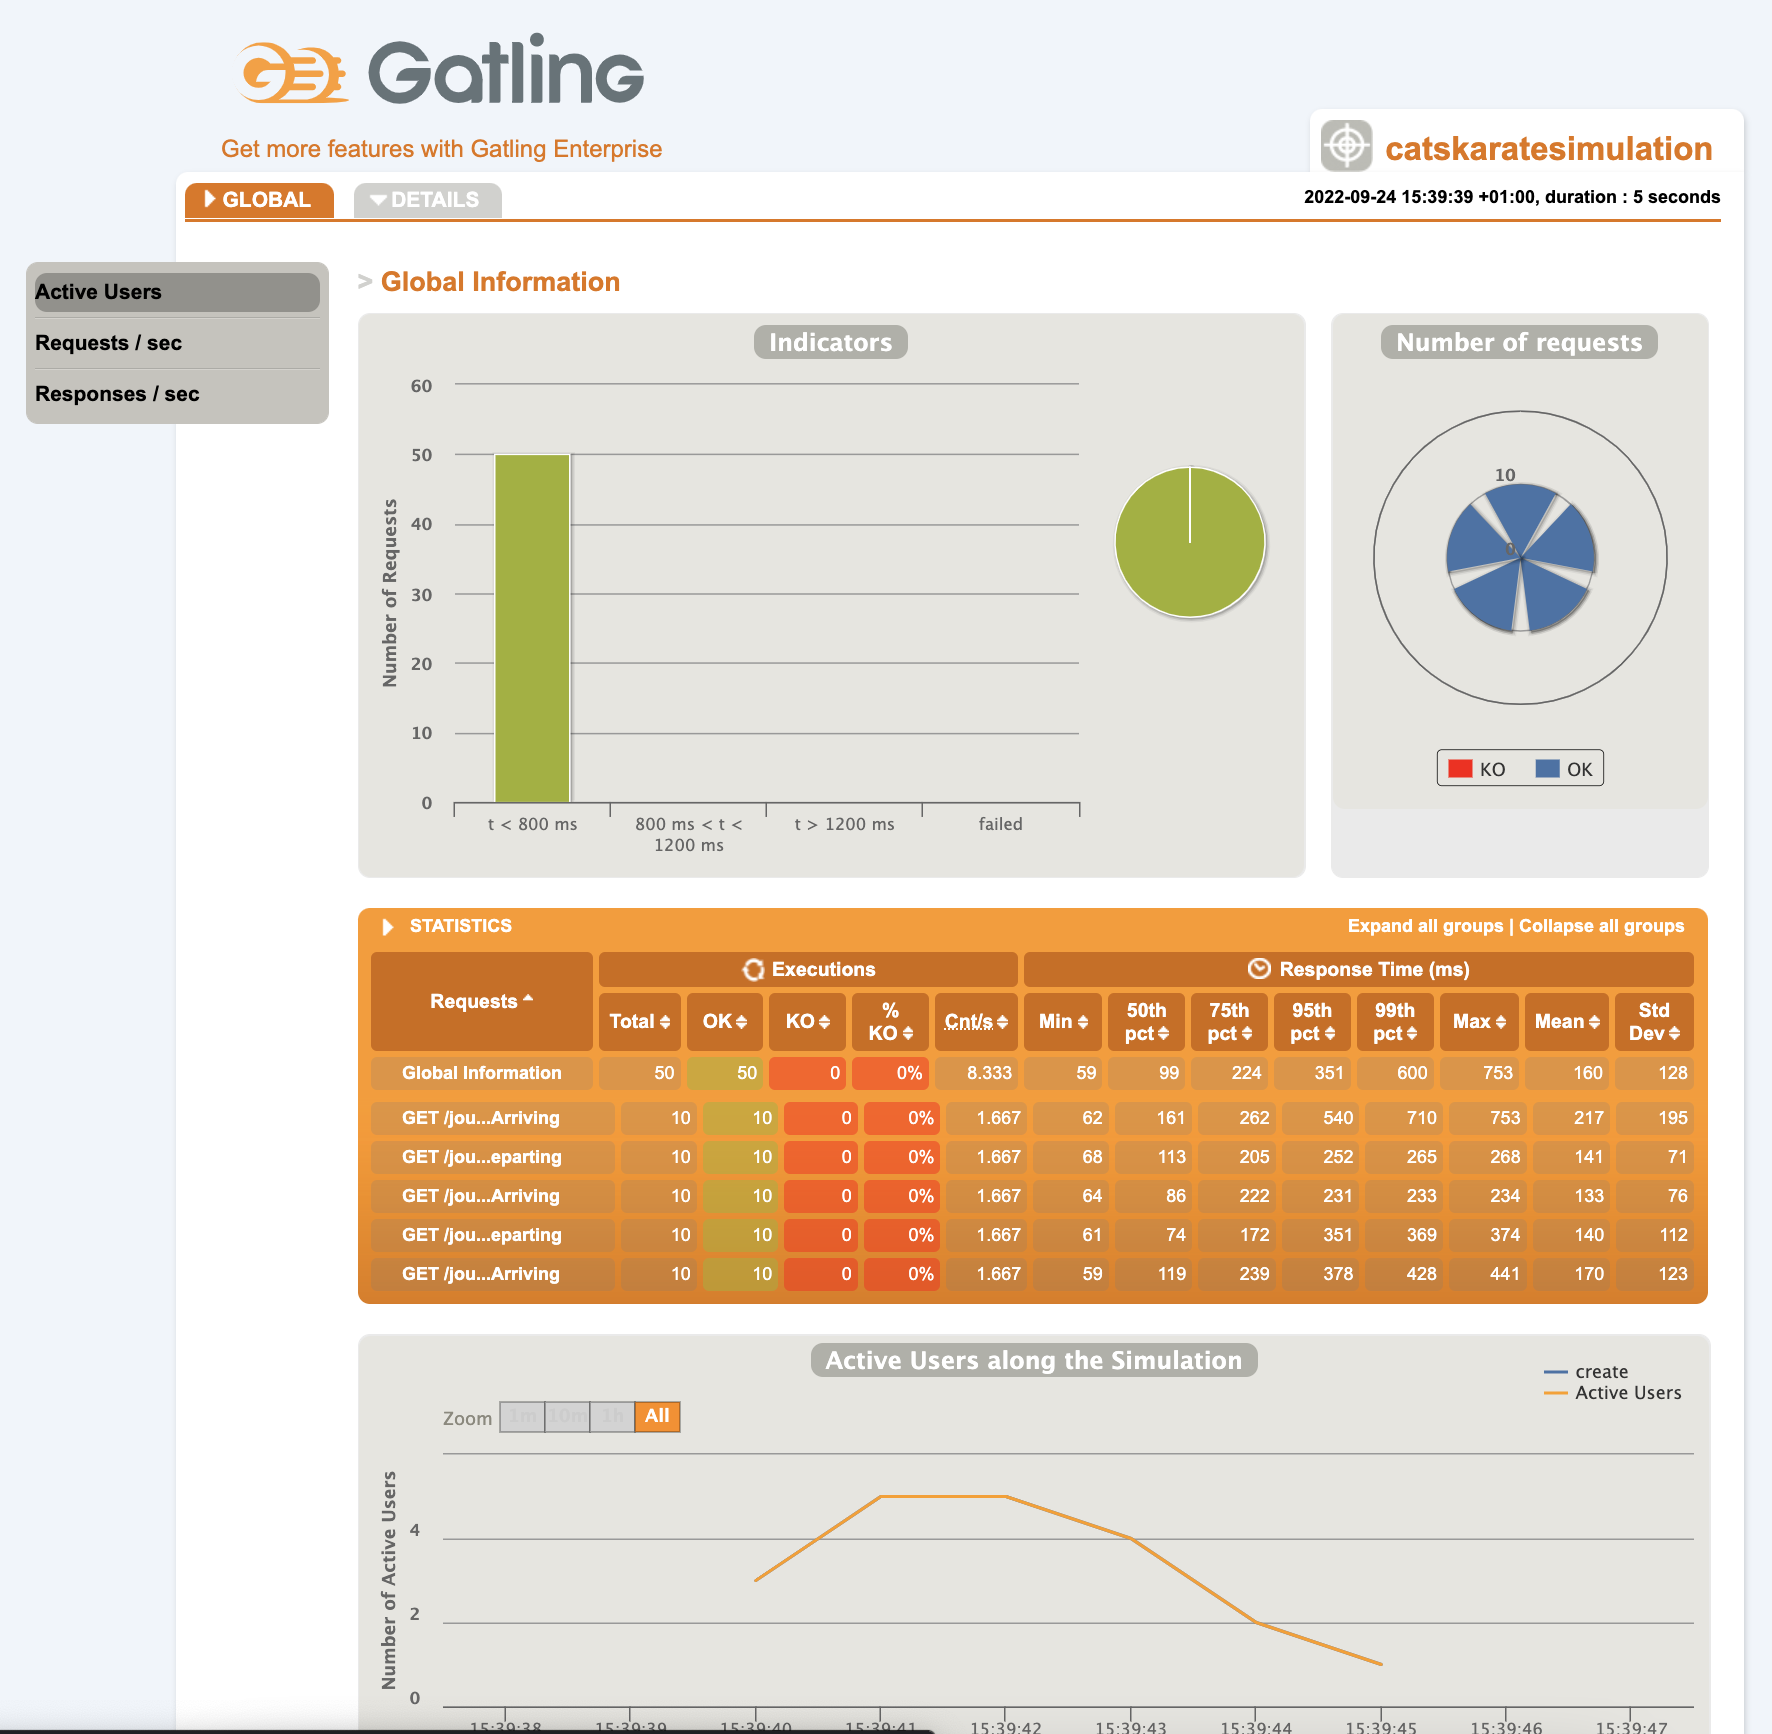 Gatling
Get more features with Gatling Enterprise
catskaratesimulation
GLOBAL
DETAILS
2022-09-24 15:39:39 +01:00, duration : 5 seconds
Active Users
Requests / sec
Responses / sec
> Global Information
Indicators
Number of Requests
60
50
40
30
20
10
0
t < 800 ms
800 ms < t <
1200 ms
t > 1200 ms
failed
Number of requests
10
0
KO OK
STATISTICS
Expand all groups | Collapse all groups
Requests
Executions
Response Time (ms)
Total OK KO % KO Cnt/s Min 50th pct 75th pct 95th pct 99th pct Max Mean Std Dev
Global Information 50 50 0 0% 8.333 59 99 224 351 600 753 160 128
GET /jou...Arriving 10 10 0 0% 1.667 62 161 262 540 710 753 217 195
GET /jou...eparting 10 10 0 0% 1.667 68 113 205 252 265 268 141 71
GET /jou...Arriving 10 10 0 0% 1.667 64 86 222 231 233 234 133 76
GET /jou...eparting 10 10 0 0% 1.667 61 74 172 351 369 374 140 112
GET /jou...Arriving 10 10 0 0% 1.667 59 119 239 378 428 441 170 123
Active Users along the Simulation
create
Active Users
Zoom 1m 10m 1h All
Number of Active Users
4
2
0
15:39:38 15:39:39 15:39:40 15:39:41 15:39:42 15:39:43 15:39:44 15:39:45 15:39:46 15:39:47